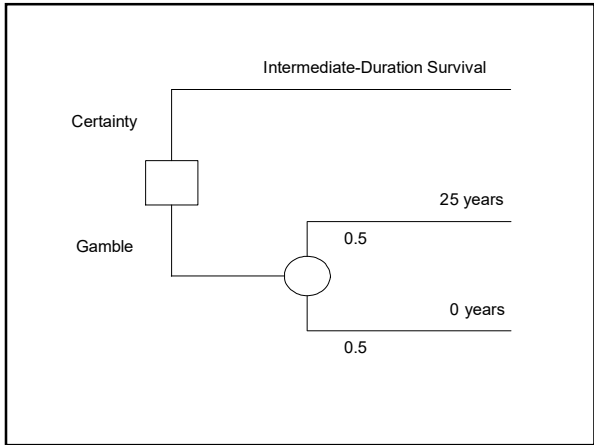 Intermediate-Duration Survival
Certainty
25 years
Gamble
0.5
0 years
0.5